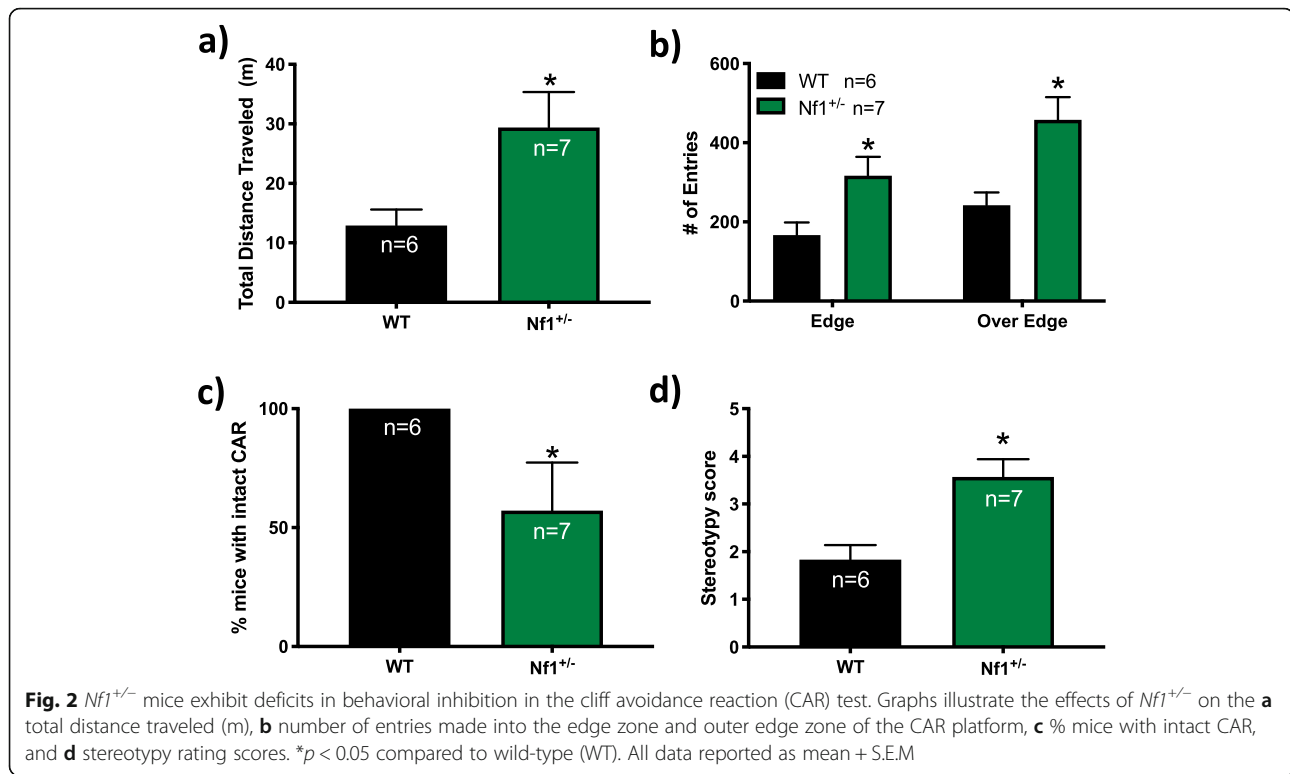 a)
Total Distance Traveled (m)
40
30
20
10
0
*
n=6
n=7
WT
Nf1+/-
b)
# of Entries
600
400
200
0
WT n=6
Nf1+/- n=7
*
*
Edge
Over Edge
c)
% mice with intact CAR
100
50
0
n=6
*
n=7
WT
Nf1+/-
d)
Stereotypy score
5
4
3
2
1
0
n=6
*
n=7
WT
Nf1+/-
Fig. 2 Nf1+/− mice exhibit deficits in behavioral inhibition in the cliff avoidance reaction (CAR) test. Graphs illustrate the effects of Nf1+/− on the a
total distance traveled (m), b number of entries made into the edge zone and outer edge zone of the CAR platform, c % mice with intact CAR,
and d stereotypy rating scores. *p < 0.05 compared to wild-type (WT). All data reported as mean + S.E.M